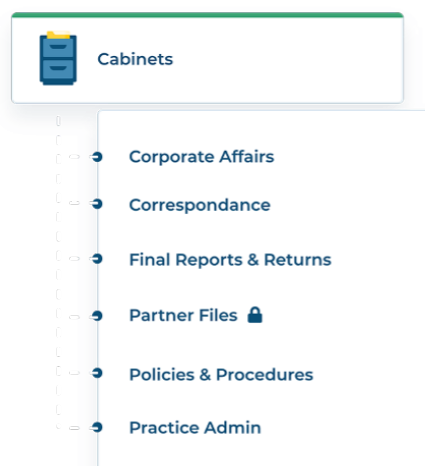 Cabinets
Corporate Affairs
Correspondance
Final Reports & Returns
Partner Files
Policies & Procedures
Practice Admin